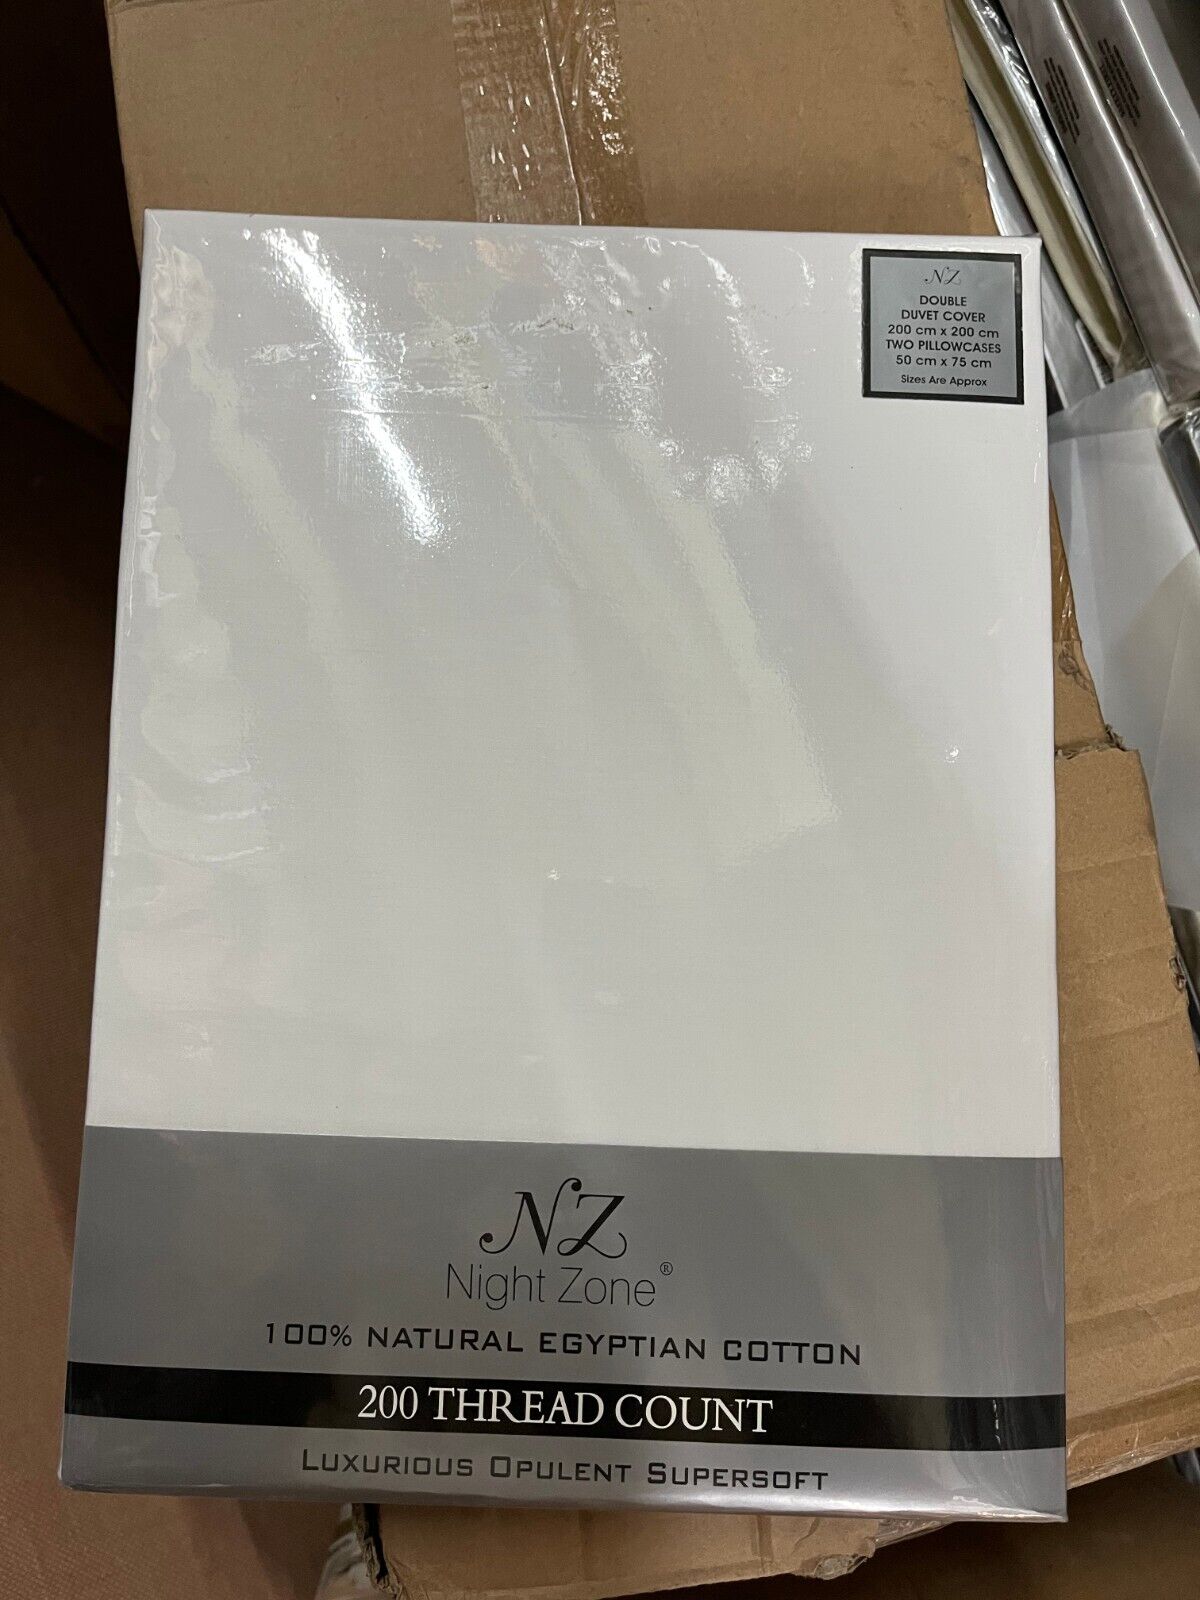 NZ
DOUBLE
DUVET COVER
200 cm x 200 cm
TWO PILLOWCASES
50 cm x 75 cm
Sizes Are Approx
NZ
Night Zone®
100% NATURAL EGYPTIAN COTTON
200 THREAD COUNT
LUXURIOUS OPULENT SUPERSOFT